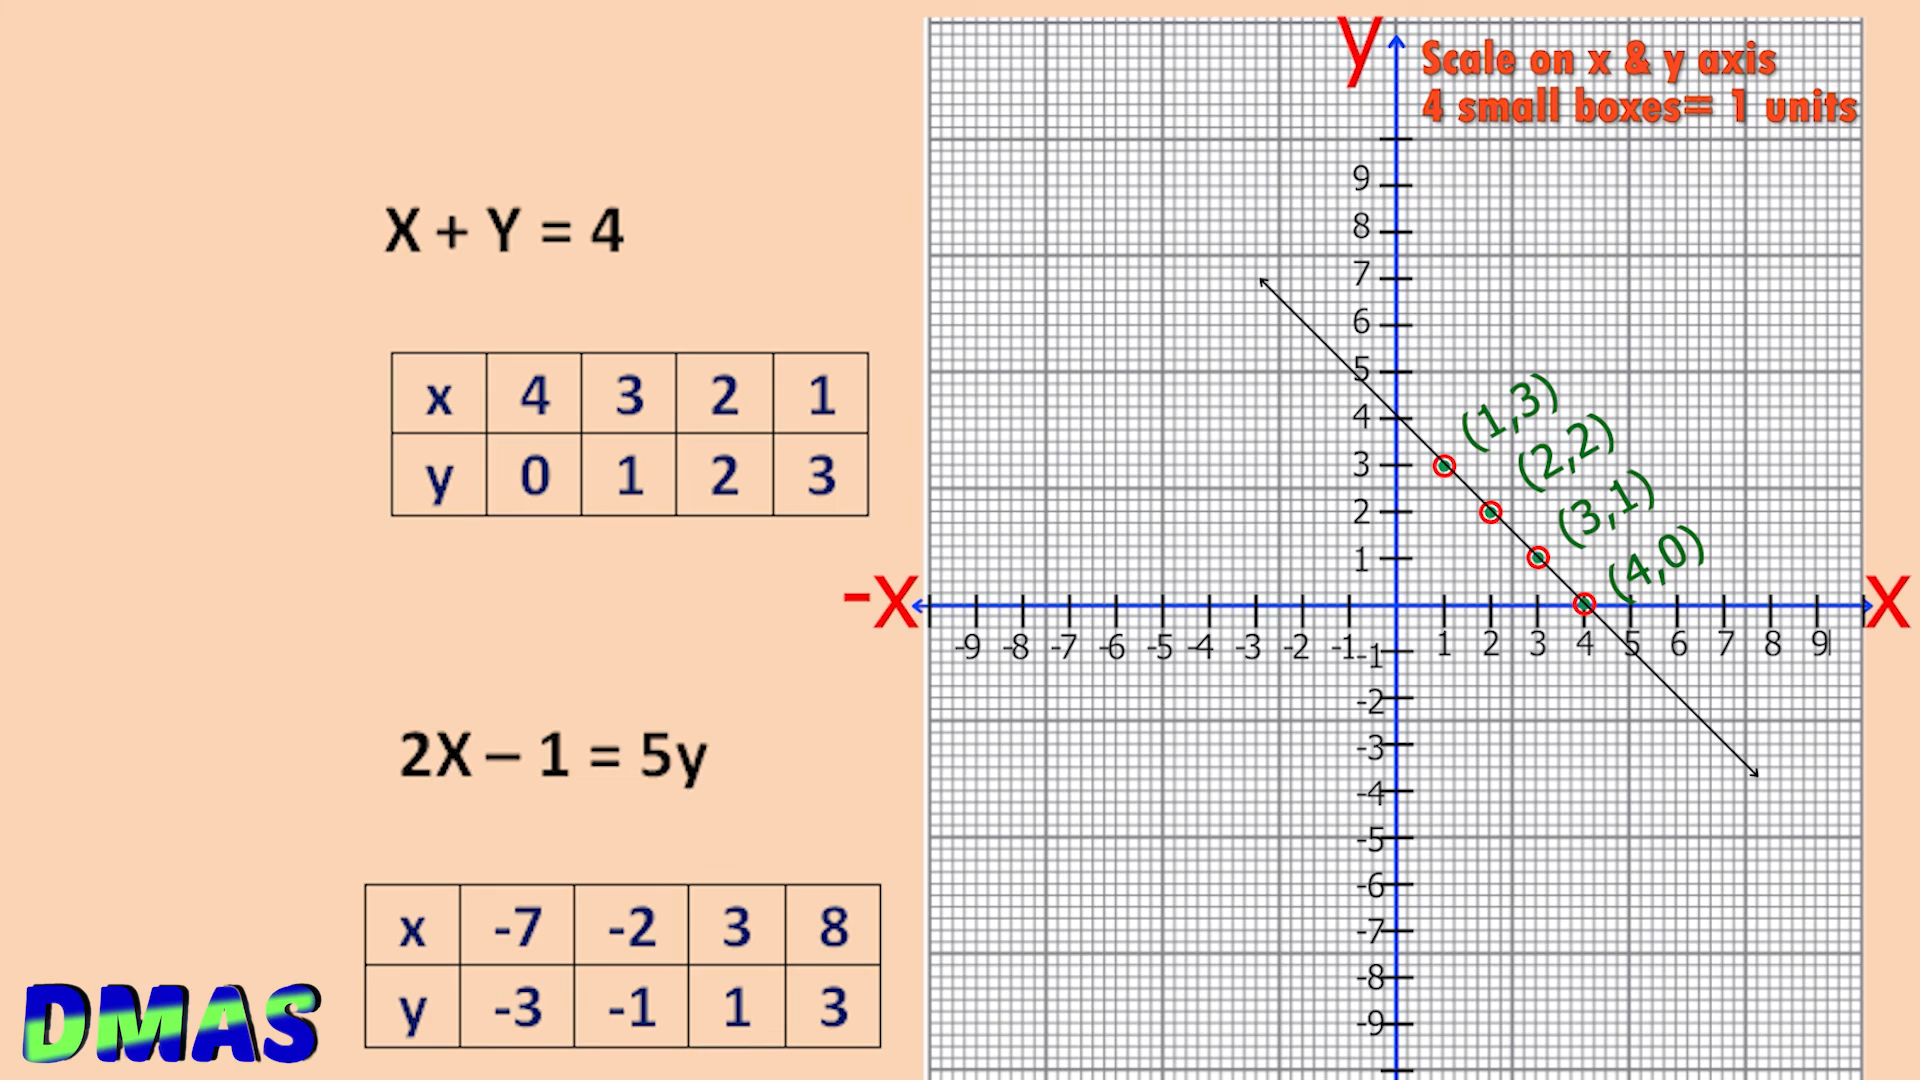 X + Y = 4
x 4 3 2 1
y 0 1 2 3
2X – 1 = 5y
x -7 -2 3 8
y -3 -1 1 3
DMAS
y
Scale on x & y axis
4 small boxes= 1 units
9
8
7
6
5
4
3
2
1
(1,3)
(2,2)
(3,1)
(4,0)
-X
X
-9 -8 -7 -6 -5 -4 -3 -2 -1 1 2 3 4 5 6 7 8 9
-1
-2
-3
-4
-5
-6
-7
-8
-9